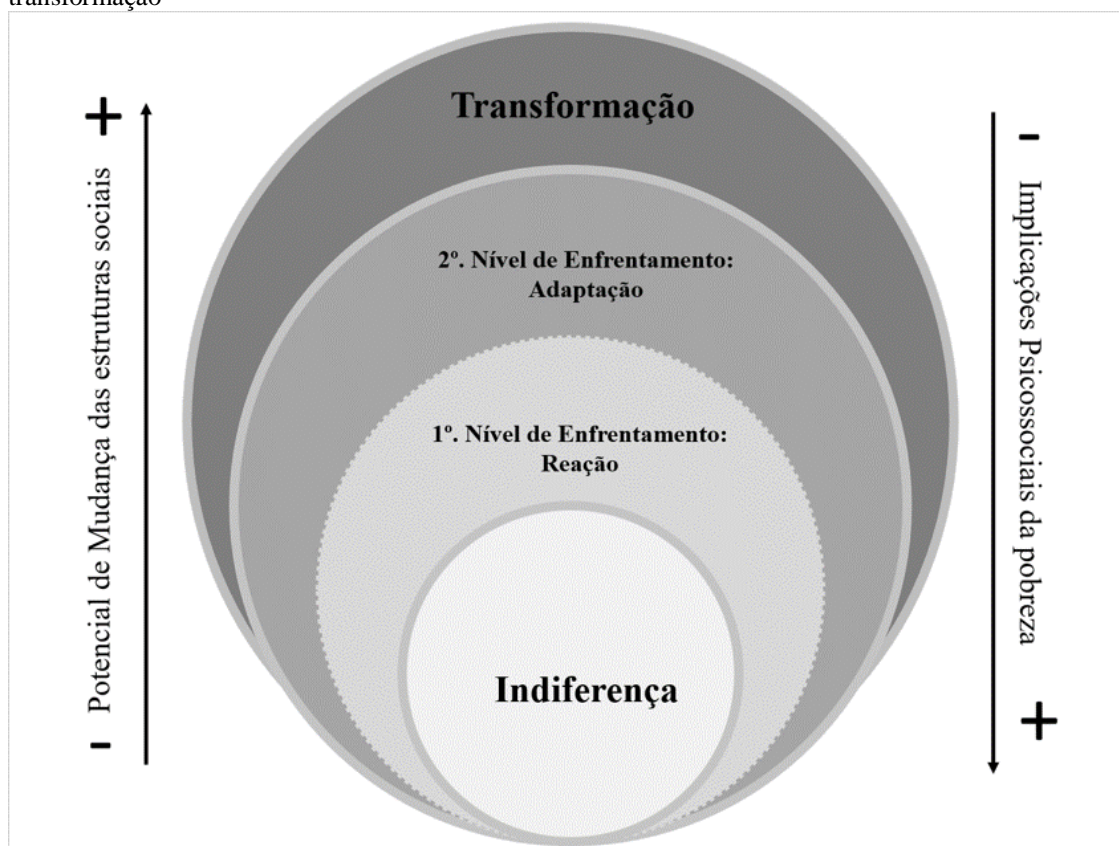 transformação
Transformação
+
Potencial de Mudança das estruturas sociais
-
2º. Nível de Enfrentamento:
Adaptação
1º. Nível de Enfrentamento:
Reação
Indiferença
-
Implicações Psicossociais da pobreza
+